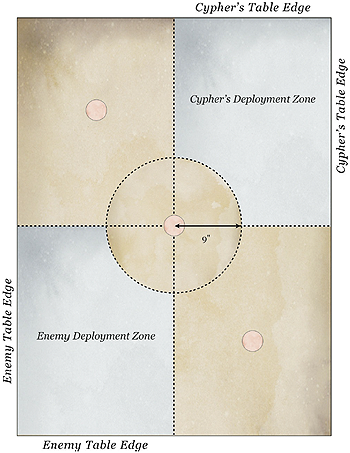 Cypher's Table Edge
Cypher's Table Edge
Cypher's Deployment Zone
9"
Enemy Table Edge
Enemy Deployment Zone
Enemy Table Edge